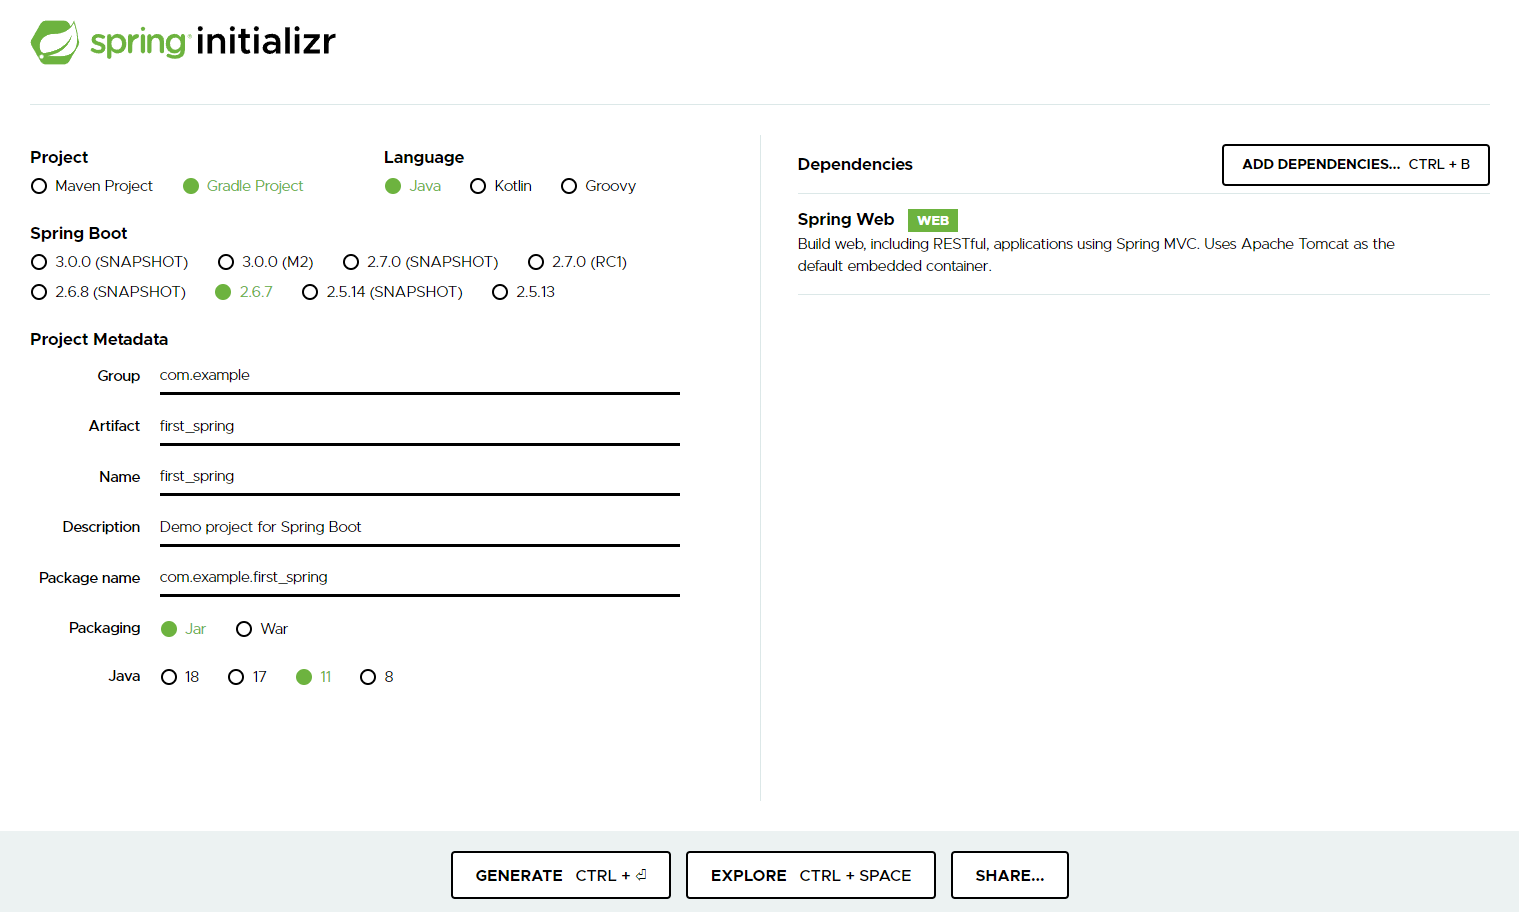 spring initializr
Project
Maven Project Gradle Project
Language
Java Kotlin Groovy
Spring Boot
3.0.0 (SNAPSHOT) 3.0.0 (M2) 2.7.0 (SNAPSHOT) 2.7.0 (RC1)
2.6.8 (SNAPSHOT) 2.6.7 2.5.14 (SNAPSHOT) 2.5.13
Project Metadata
Group com.example
Artifact first_spring
Name first_spring
Description Demo project for Spring Boot
Package name com.example.first_spring
Packaging Jar War
Java 18 17 11 8
Dependencies
ADD DEPENDENCIES... CTRL + B
Spring Web WEB
Build web, including RESTful, applications using Spring MVC. Uses Apache Tomcat as the
default embedded container.
GENERATE CTRL + ⏎
EXPLORE CTRL + SPACE
SHARE...